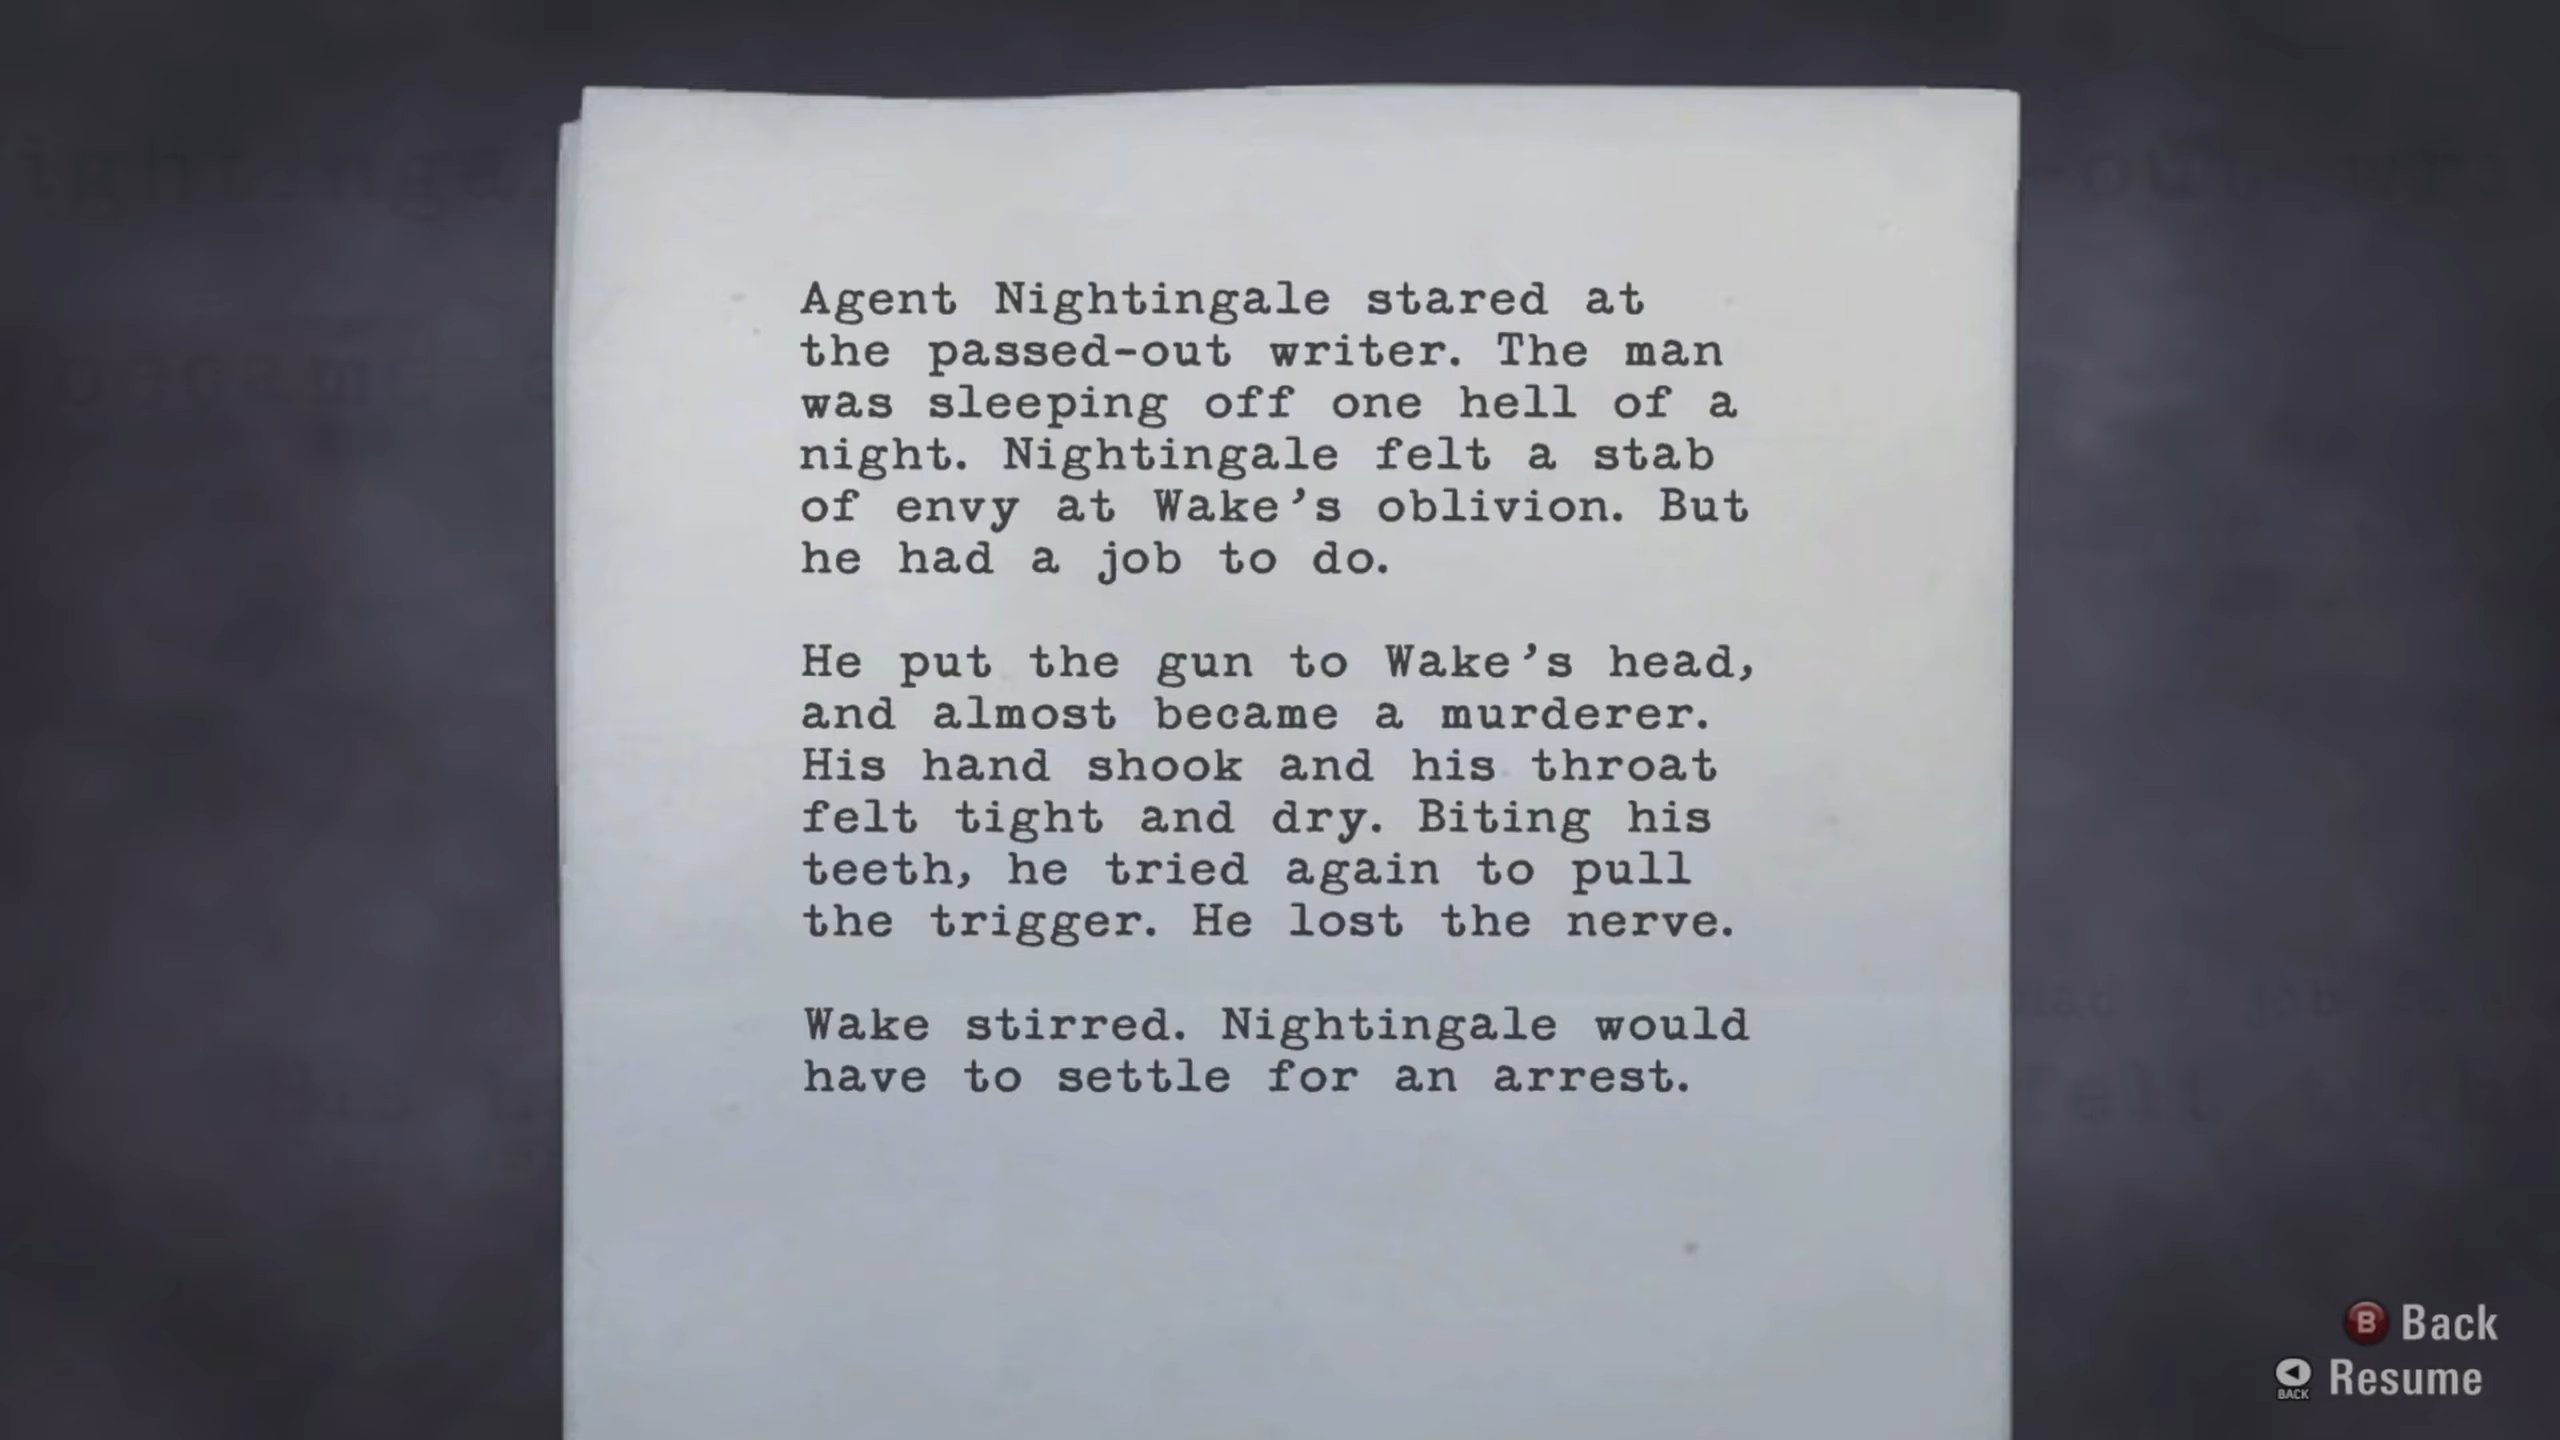 Agent Nightingale stared at
the passed-out writer. The man
was sleeping off one hell of a
night. Nightingale felt a stab
of envy at Wake’s oblivion. But
he had a job to do.
He put the gun to Wake’s head,
and almost became a murderer.
His hand shook and his throat
felt tight and dry. Biting his
teeth, he tried again to pull
the trigger. He lost the nerve.
Wake stirred. Nightingale would
have to settle for an arrest.
B Back
BACK Resume